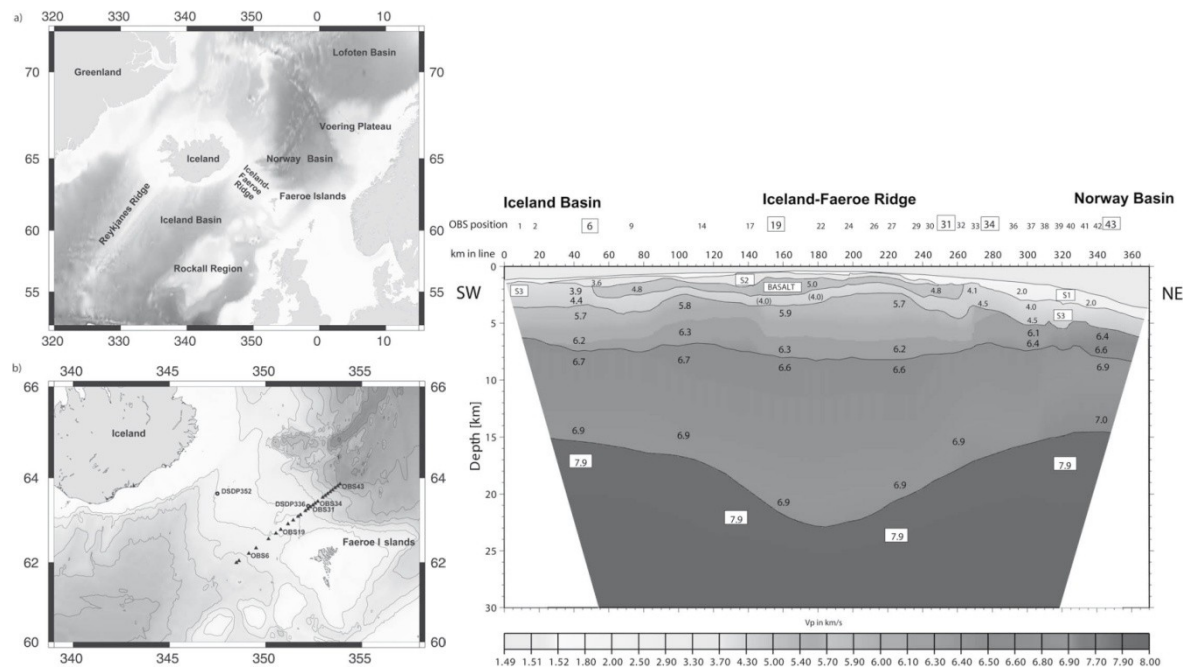 a)
320 330 340 350 0 10
Greenland
Lofoten Basin
70 70
Voering Plateau
Iceland
65 65
Norway Basin
Iceland-
Faeroe
Ridge
Faeroe Islands
Reykjanes Ridge
Iceland Basin
60 60
Rockall Region
55 55
320 330 340 350 0 10
b)
340 345 350 355
66 66
Iceland
64 64
DSDP352
OBS43
DSDP336
OBS34
OBS31
OBS19
Faeroe Islands
OBS6
62 62
60 60
340 345 350 355
Iceland Basin Iceland-Faeroe Ridge Norway Basin
OBS position 1 2 6 9 14 17 19 22 24 26 27 29 30 31 32 33 34 36 37 38 39 40 41 42 43
km in line 0 20 40 60 80 100 120 140 160 180 200 220 240 260 280 300 320 340 360
SW NE
0
S3 3.9 3.6 4.8 S2 BASALT 5.0 4.8 4.1 2.0 S1 2.0
4.4 (4.0) (4.0) 4.5 4.0
5
5.7 5.8 5.9 5.7 4.5 S3
6.2 6.3 6.3 6.2 6.1 6.4
6.4 6.6
6.7 6.7 6.6 6.6 6.9
10
15
6.9 6.9 6.9 7.0
7.9 7.9
20
6.9 6.9
7.9 7.9
25
30
Depth [km]
Vp in km/s
1.49 1.51 1.52 1.80 2.00 2.50 2.90 3.30 3.70 4.30 5.00 5.40 5.70 5.90 6.00 6.10 6.30 6.40 6.60 6.80 6.90 7.00 7.80 8.00